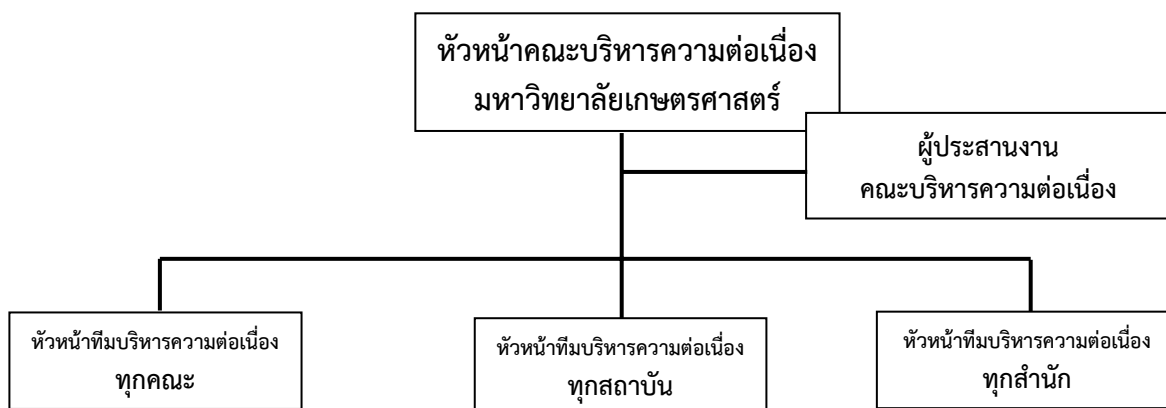 หัวหน้าคณะบริหารความต่อเนื่อง
มหาวิทยาลัยเกษตรศาสตร์
ผู้ประสานงาน
คณะบริหารความต่อเนื่อง
หัวหน้าทีมบริหารความต่อเนื่อง
ทุกคณะ
หัวหน้าทีมบริหารความต่อเนื่อง
ทุกสถาบัน
หัวหน้าทีมบริหารความต่อเนื่อง
ทุกสำนัก